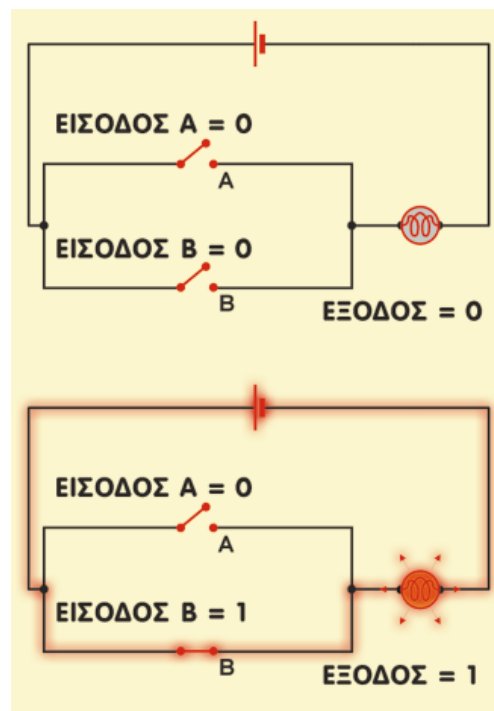 ΕΙΣΟΔΟΣ Α = 0
A
ΕΙΣΟΔΟΣ Β = 0
B
ΕΞΟΔΟΣ = 0
ΕΙΣΟΔΟΣ Α = 0
A
ΕΙΣΟΔΟΣ Β = 1
B
ΕΞΟΔΟΣ = 1